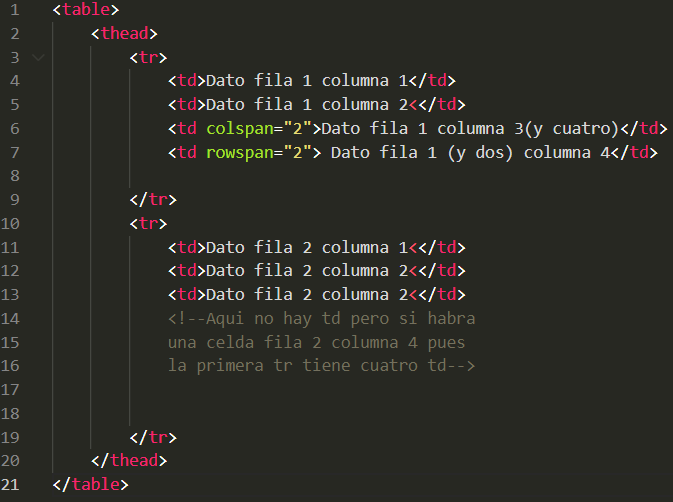 1 <table>
2 <thead>
3 <tr>
4 <td>Dato fila 1 columna 1</td>
5 <td>Dato fila 1 columna 2<</td>
6 <td colspan="2">Dato fila 1 columna 3(y cuatro)</td>
7 <td rowspan="2"> Dato fila 1 (y dos) columna 4</td>
8
9 </tr>
10 <tr>
11 <td>Dato fila 2 columna 1<</td>
12 <td>Dato fila 2 columna 2<</td>
13 <td>Dato fila 2 columna 2<</td>
14 <!--Aqui no hay td pero si habra
15 una celda fila 2 columna 4 pues
16 la primera tr tiene cuatro td-->
17
18
19 </tr>
20 </thead>
21 </table>